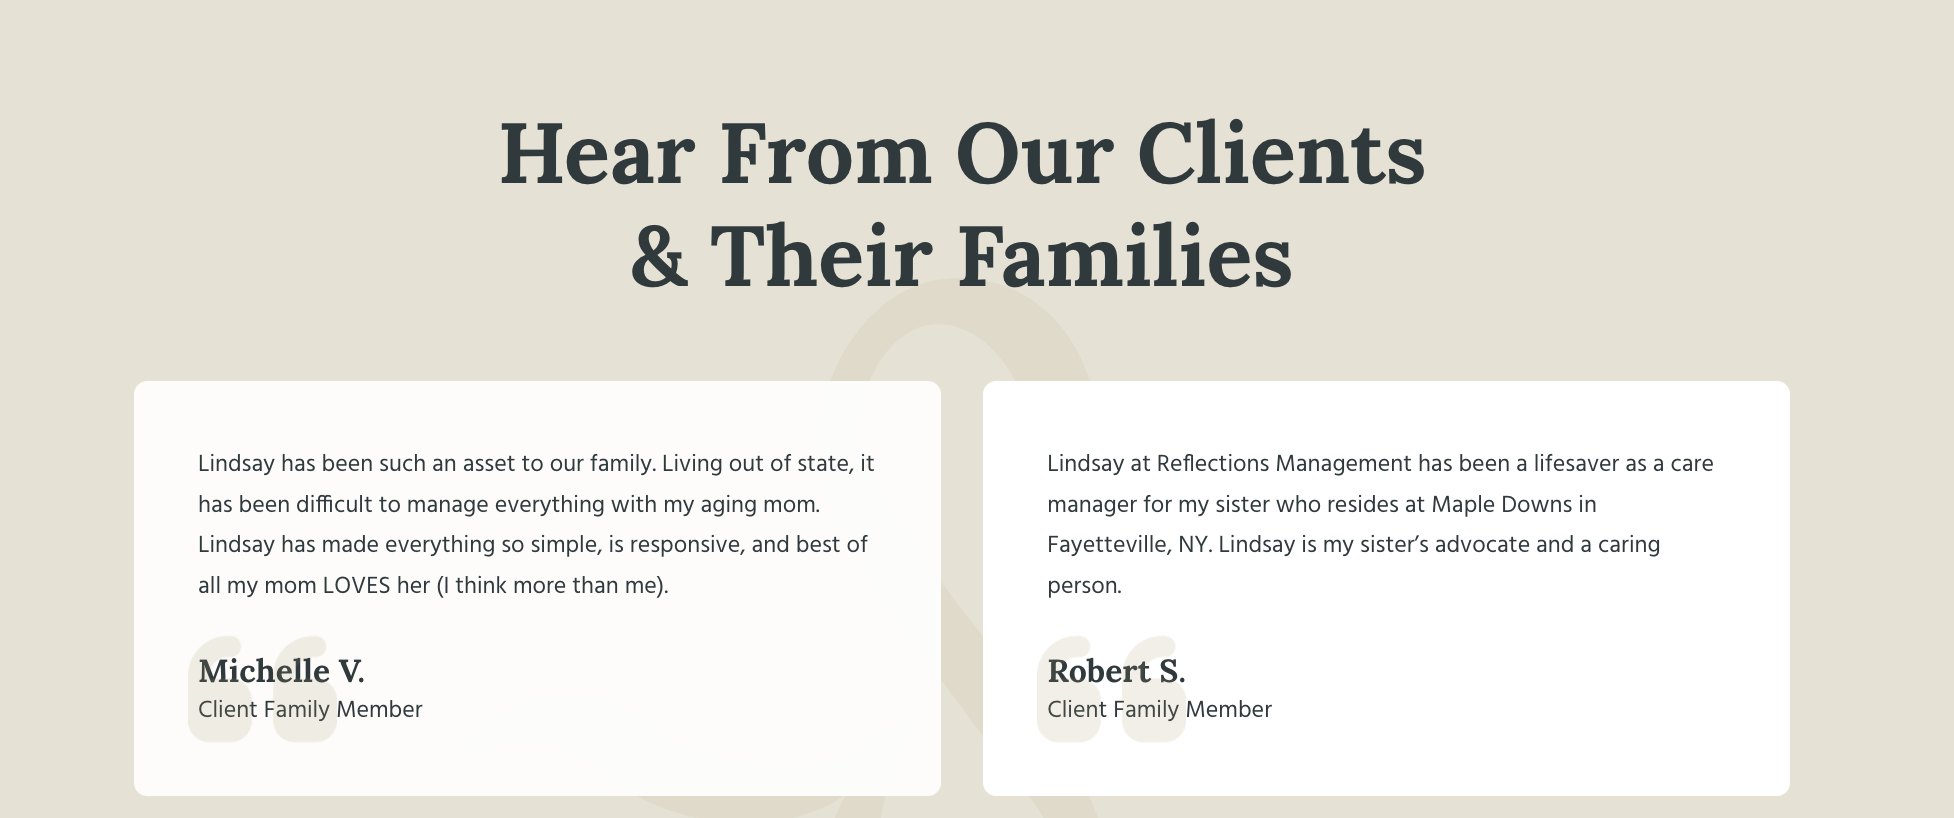 Hear From Our Clients
& Their Families
Lindsay has been such an asset to our family. Living out of state, it
has been difficult to manage everything with my aging mom.
Lindsay has made everything so simple, is responsive, and best of
all my mom LOVES her (I think more than me).
Michelle V.
Client Family Member
Lindsay at Reflections Management has been a lifesaver as a care
manager for my sister who resides at Maple Downs in
Fayetteville, NY. Lindsay is my sister’s advocate and a caring
person.
Robert S.
Client Family Member